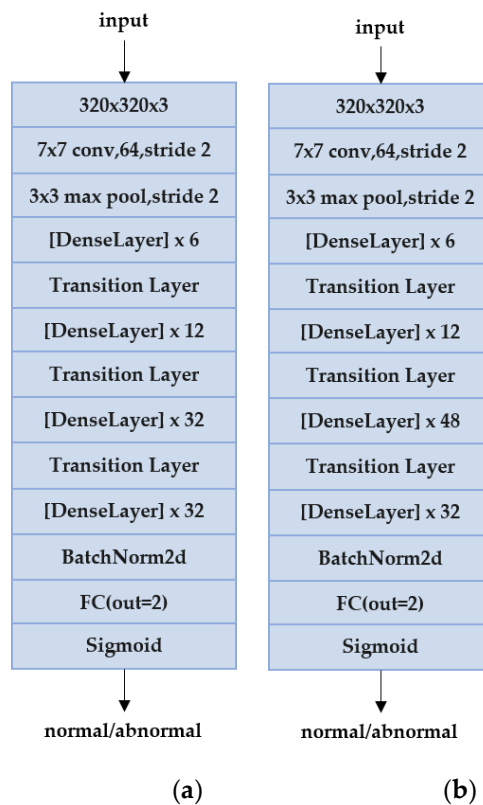 input
320x320x3
7x7 conv,64,stride 2
3x3 max pool,stride 2
[DenseLayer] x 6
Transition Layer
[DenseLayer] x 12
Transition Layer
[DenseLayer] x 32
Transition Layer
[DenseLayer] x 32
BatchNorm2d
FC(out=2)
Sigmoid
normal/abnormal
(a)
input
320x320x3
7x7 conv,64,stride 2
3x3 max pool,stride 2
[DenseLayer] x 6
Transition Layer
[DenseLayer] x 12
Transition Layer
[DenseLayer] x 48
Transition Layer
[DenseLayer] x 32
BatchNorm2d
FC(out=2)
Sigmoid
normal/abnormal
(b)